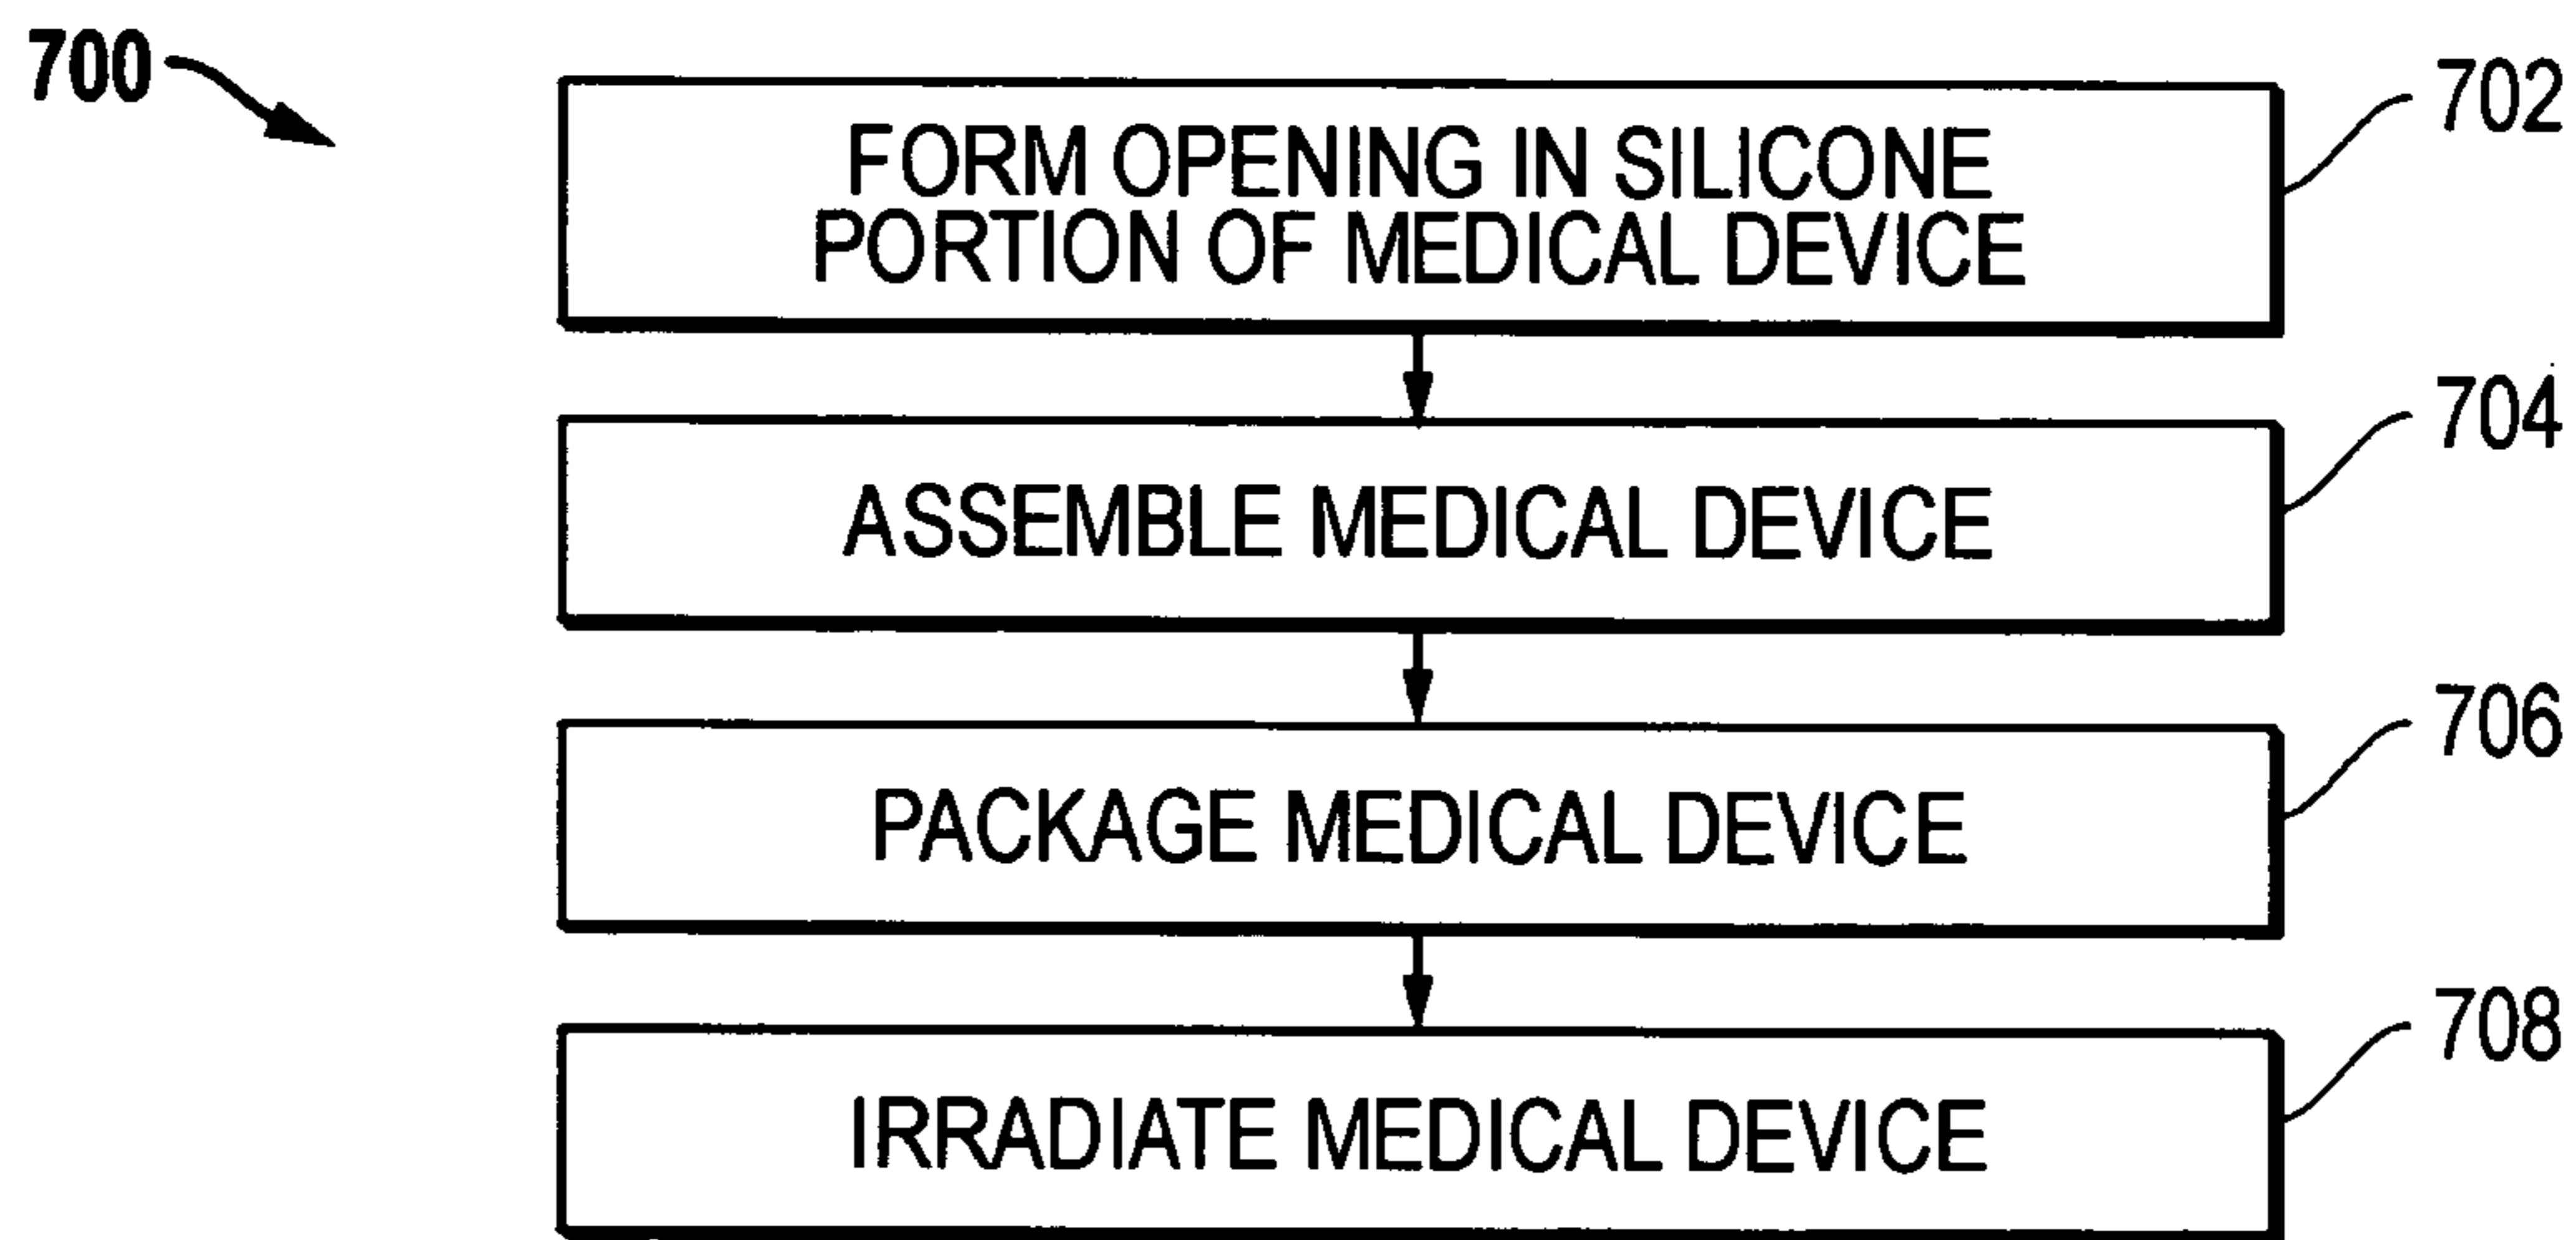 700
FORM OPENING IN SILICONE
PORTION OF MEDICAL DEVICE
702
ASSEMBLE MEDICAL DEVICE
704
PACKAGE MEDICAL DEVICE
706
IRRADIATE MEDICAL DEVICE
708